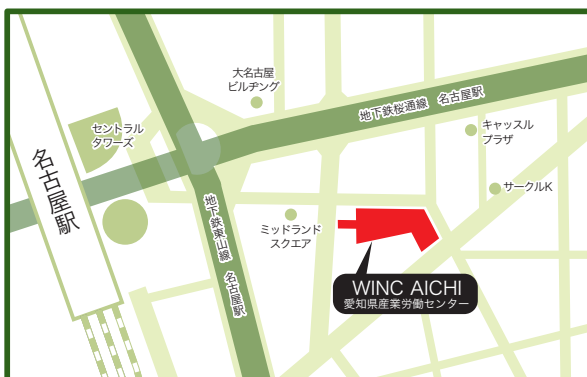 大名古屋
ビルヂング
地下鉄桜通線 名古屋駅
セントラル
タワーズ
キャッスル
プラザ
名古屋駅
サークルK
地下鉄東山線 名古屋駅
ミッドランド
スクエア
WINC AICHI
愛知県産業労働センター